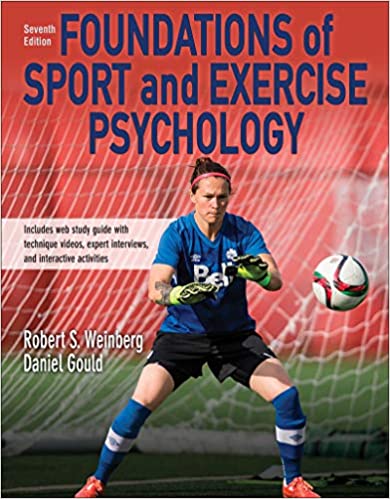 Seventh
Edition
FOUNDATIONS of
SPORT and EXERCISE
PSYCHOLOGY
Includes web study guide with
technique videos, expert interviews,
and interactive activities
Robert S. Weinberg
Daniel Gould
Bell